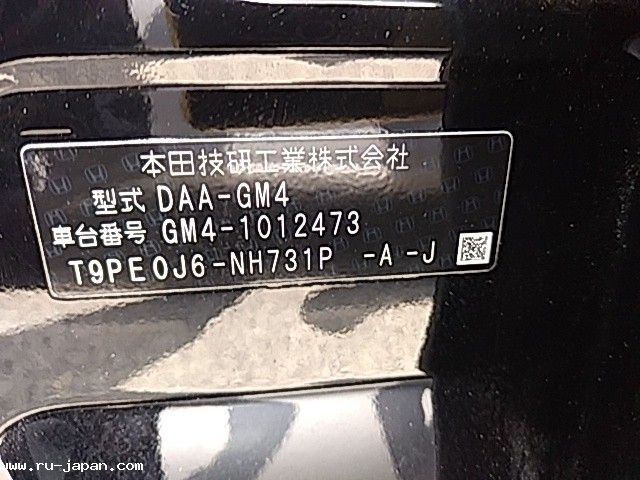 本田技研工業株式会社
型式 DAA-GM4
車台番号 GM4-1012473
T9PE0J6-NH731P -A -J
www.ru-japan.com